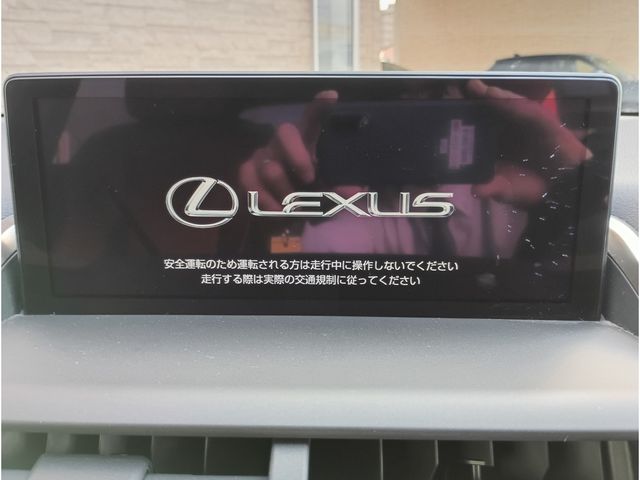 LEXUS
安全運転のため運転される方は走行中に操作しないでください
走行する際は実際の交通規制に従ってください